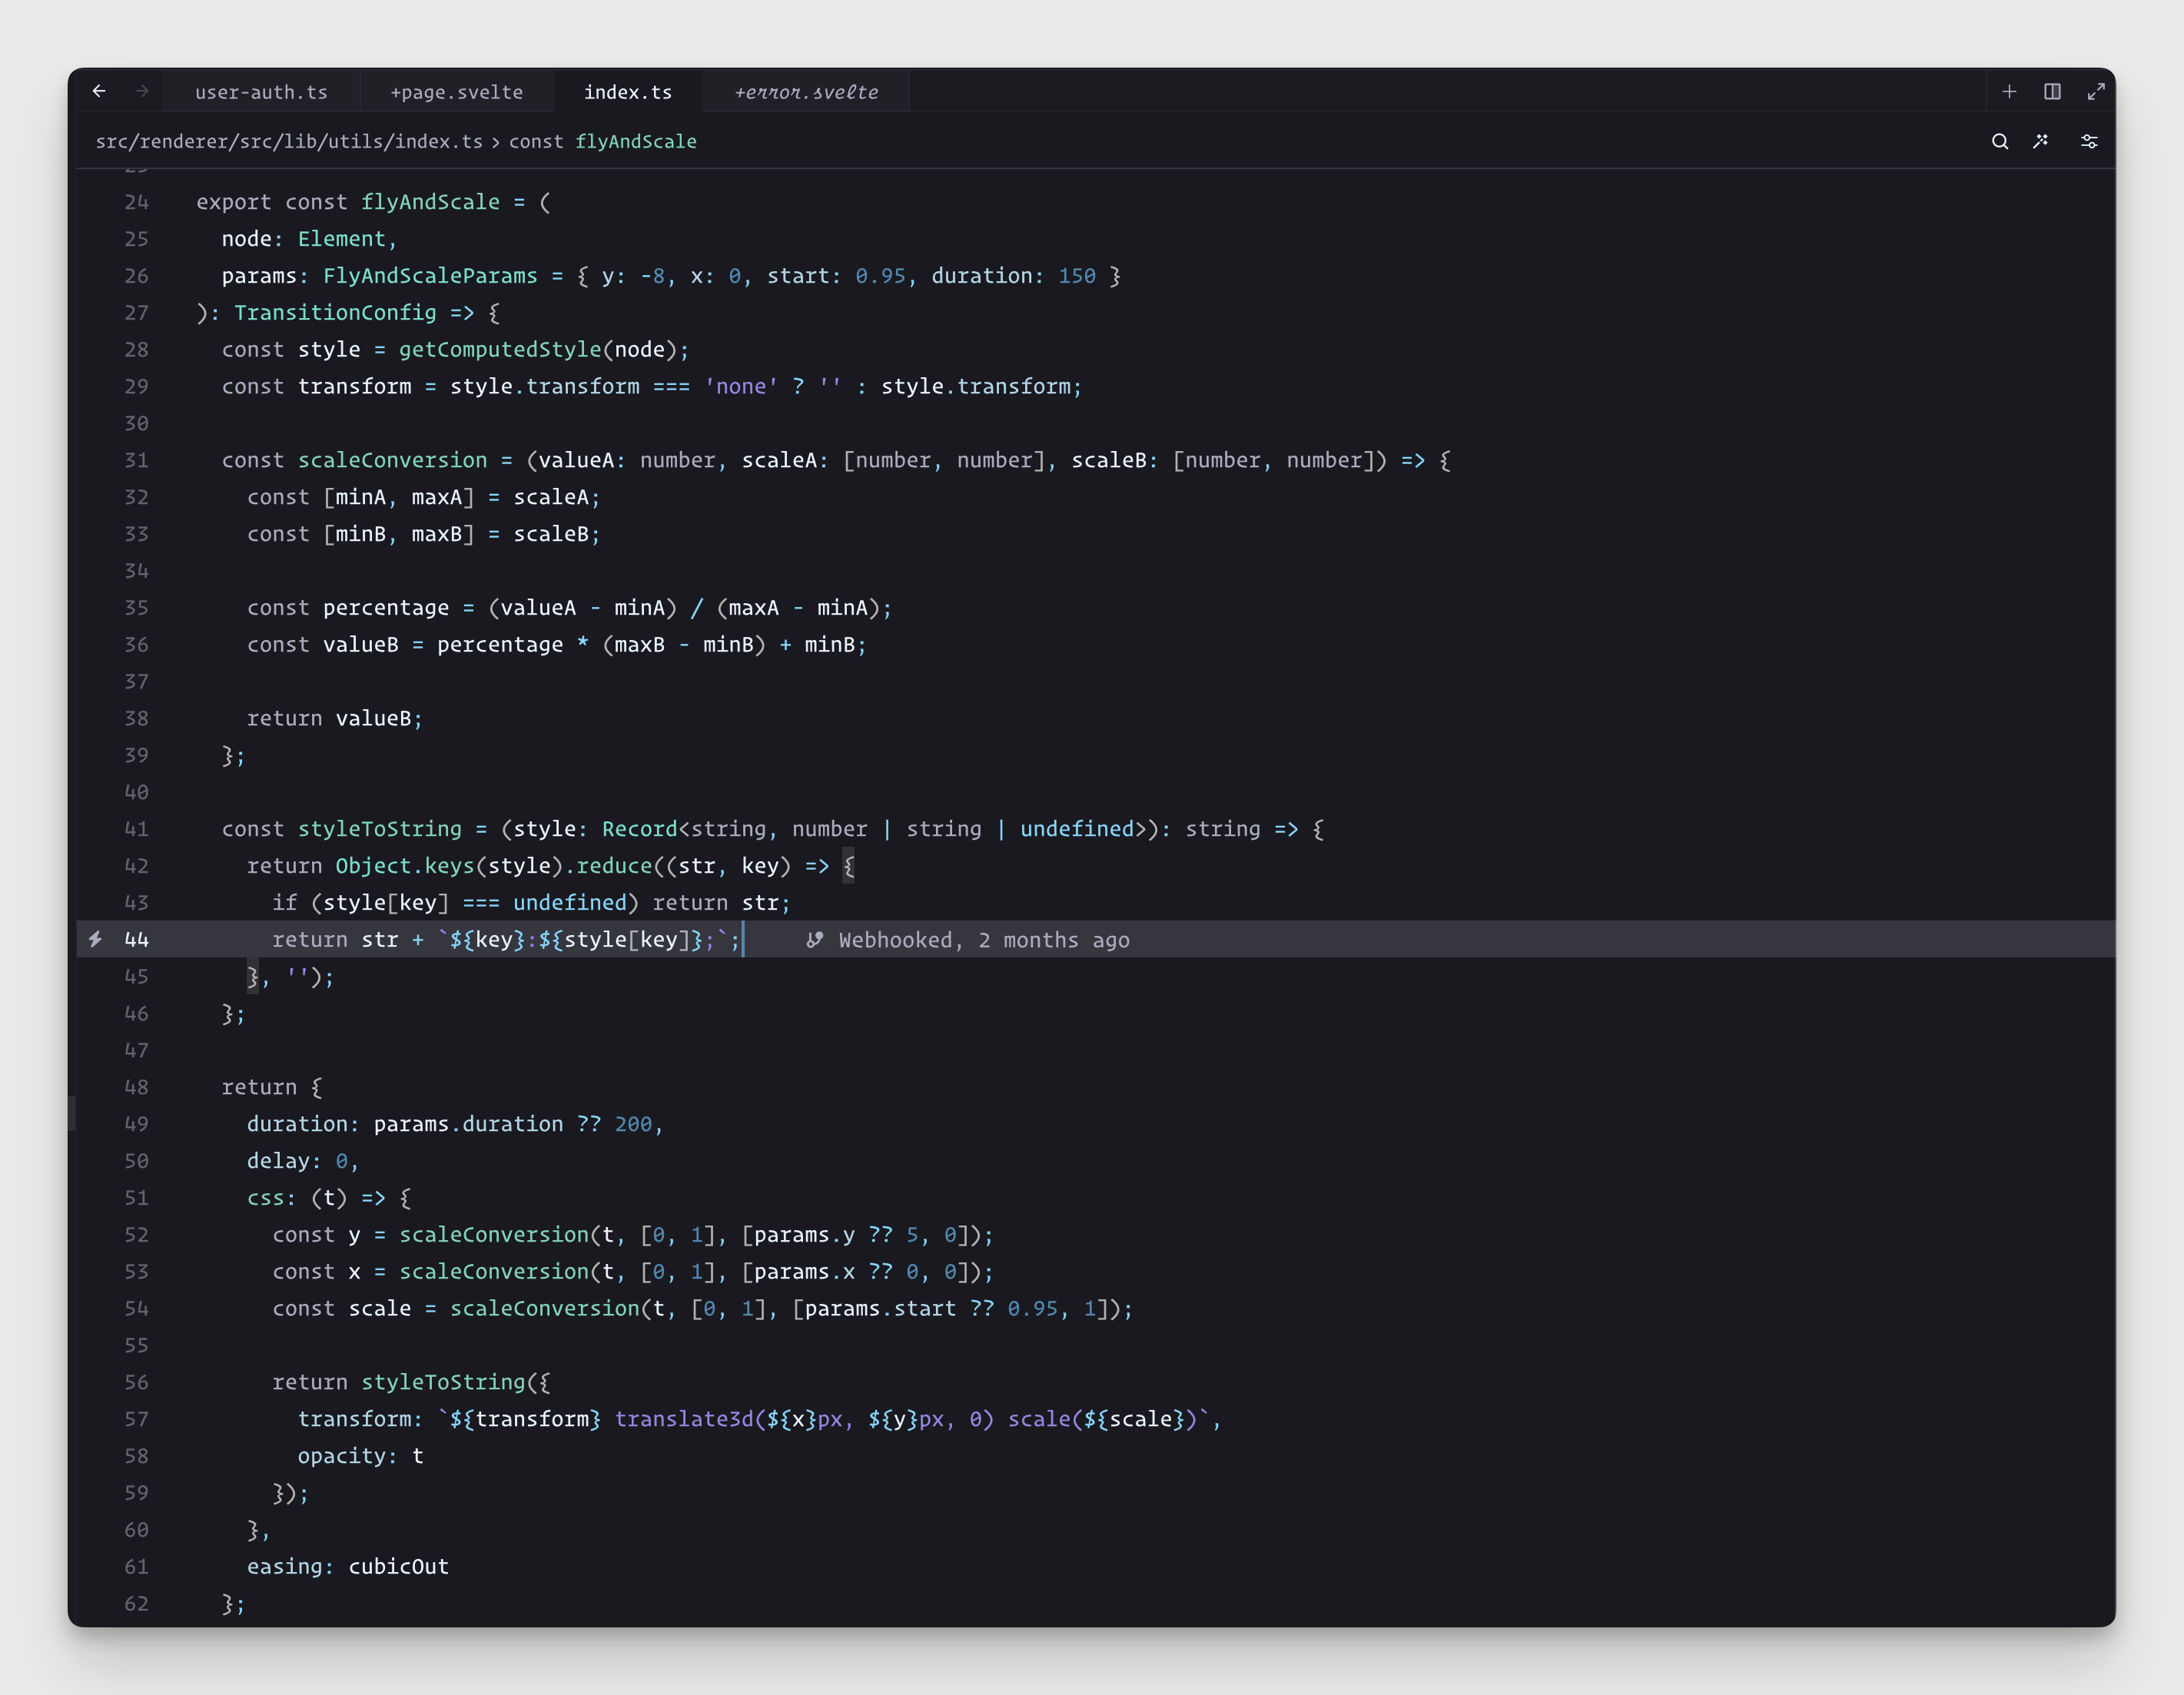 user-auth.ts +page.svelte index.ts +error.svelte
src/renderer/src/lib/utils/index.ts › const flyAndScale
24 export const flyAndScale = (
25   node: Element,
26   params: FlyAndScaleParams = { y: -8, x: 0, start: 0.95, duration: 150 }
27 ): TransitionConfig => {
28   const style = getComputedStyle(node);
29   const transform = style.transform === 'none' ? '' : style.transform;
30
31   const scaleConversion = (valueA: number, scaleA: [number, number], scaleB: [number, number]) => {
32     const [minA, maxA] = scaleA;
33     const [minB, maxB] = scaleB;
34
35     const percentage = (valueA - minA) / (maxA - minA);
36     const valueB = percentage * (maxB - minB) + minB;
37
38     return valueB;
39   };
40
41   const styleToString = (style: Record<string, number | string | undefined>): string => {
42     return Object.keys(style).reduce((str, key) => {
43       if (style[key] === undefined) return str;
44       return str + `${key}:${style[key]};`; Webhooked, 2 months ago
45     }, '');
46   };
47
48   return {
49     duration: params.duration ?? 200,
50     delay: 0,
51     css: (t) => {
52       const y = scaleConversion(t, [0, 1], [params.y ?? 5, 0]);
53       const x = scaleConversion(t, [0, 1], [params.x ?? 0, 0]);
54       const scale = scaleConversion(t, [0, 1], [params.start ?? 0.95, 1]);
55
56       return styleToString({
57         transform: `${transform} translate3d(${x}px, ${y}px, 0) scale(${scale})`,
58         opacity: t
59       });
60     },
61     easing: cubicOut
62   };